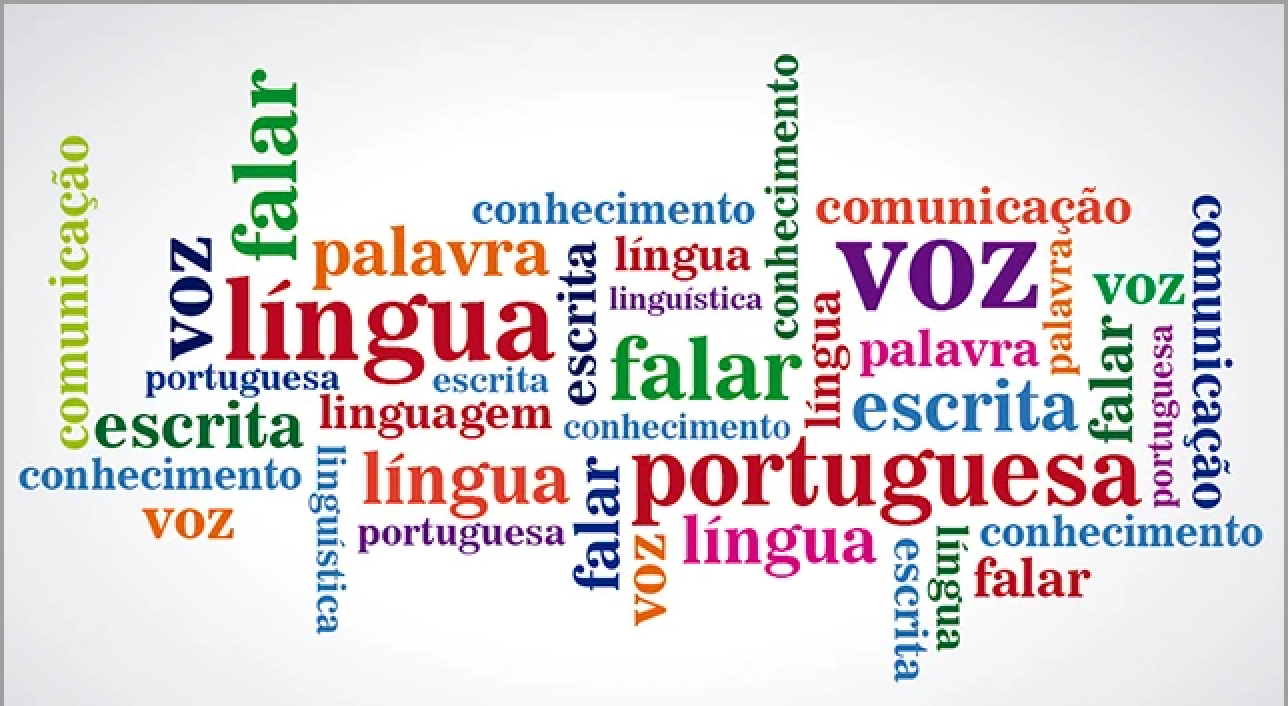 comunicação
falar
voz
conhecimento
conhecimento
comunicação
palavra
escrita
língua
linguística
voz
palavra
voz
comunicação
língua
falar
língua
palavra
portuguesa
escrita
falar
portuguesa
escrita
linguagem
conhecimento
escrita
conhecimento
linguística
língua
falar
portuguesa
voz
portuguesa
voz
língua
conhecimento
escrita
língua
falar